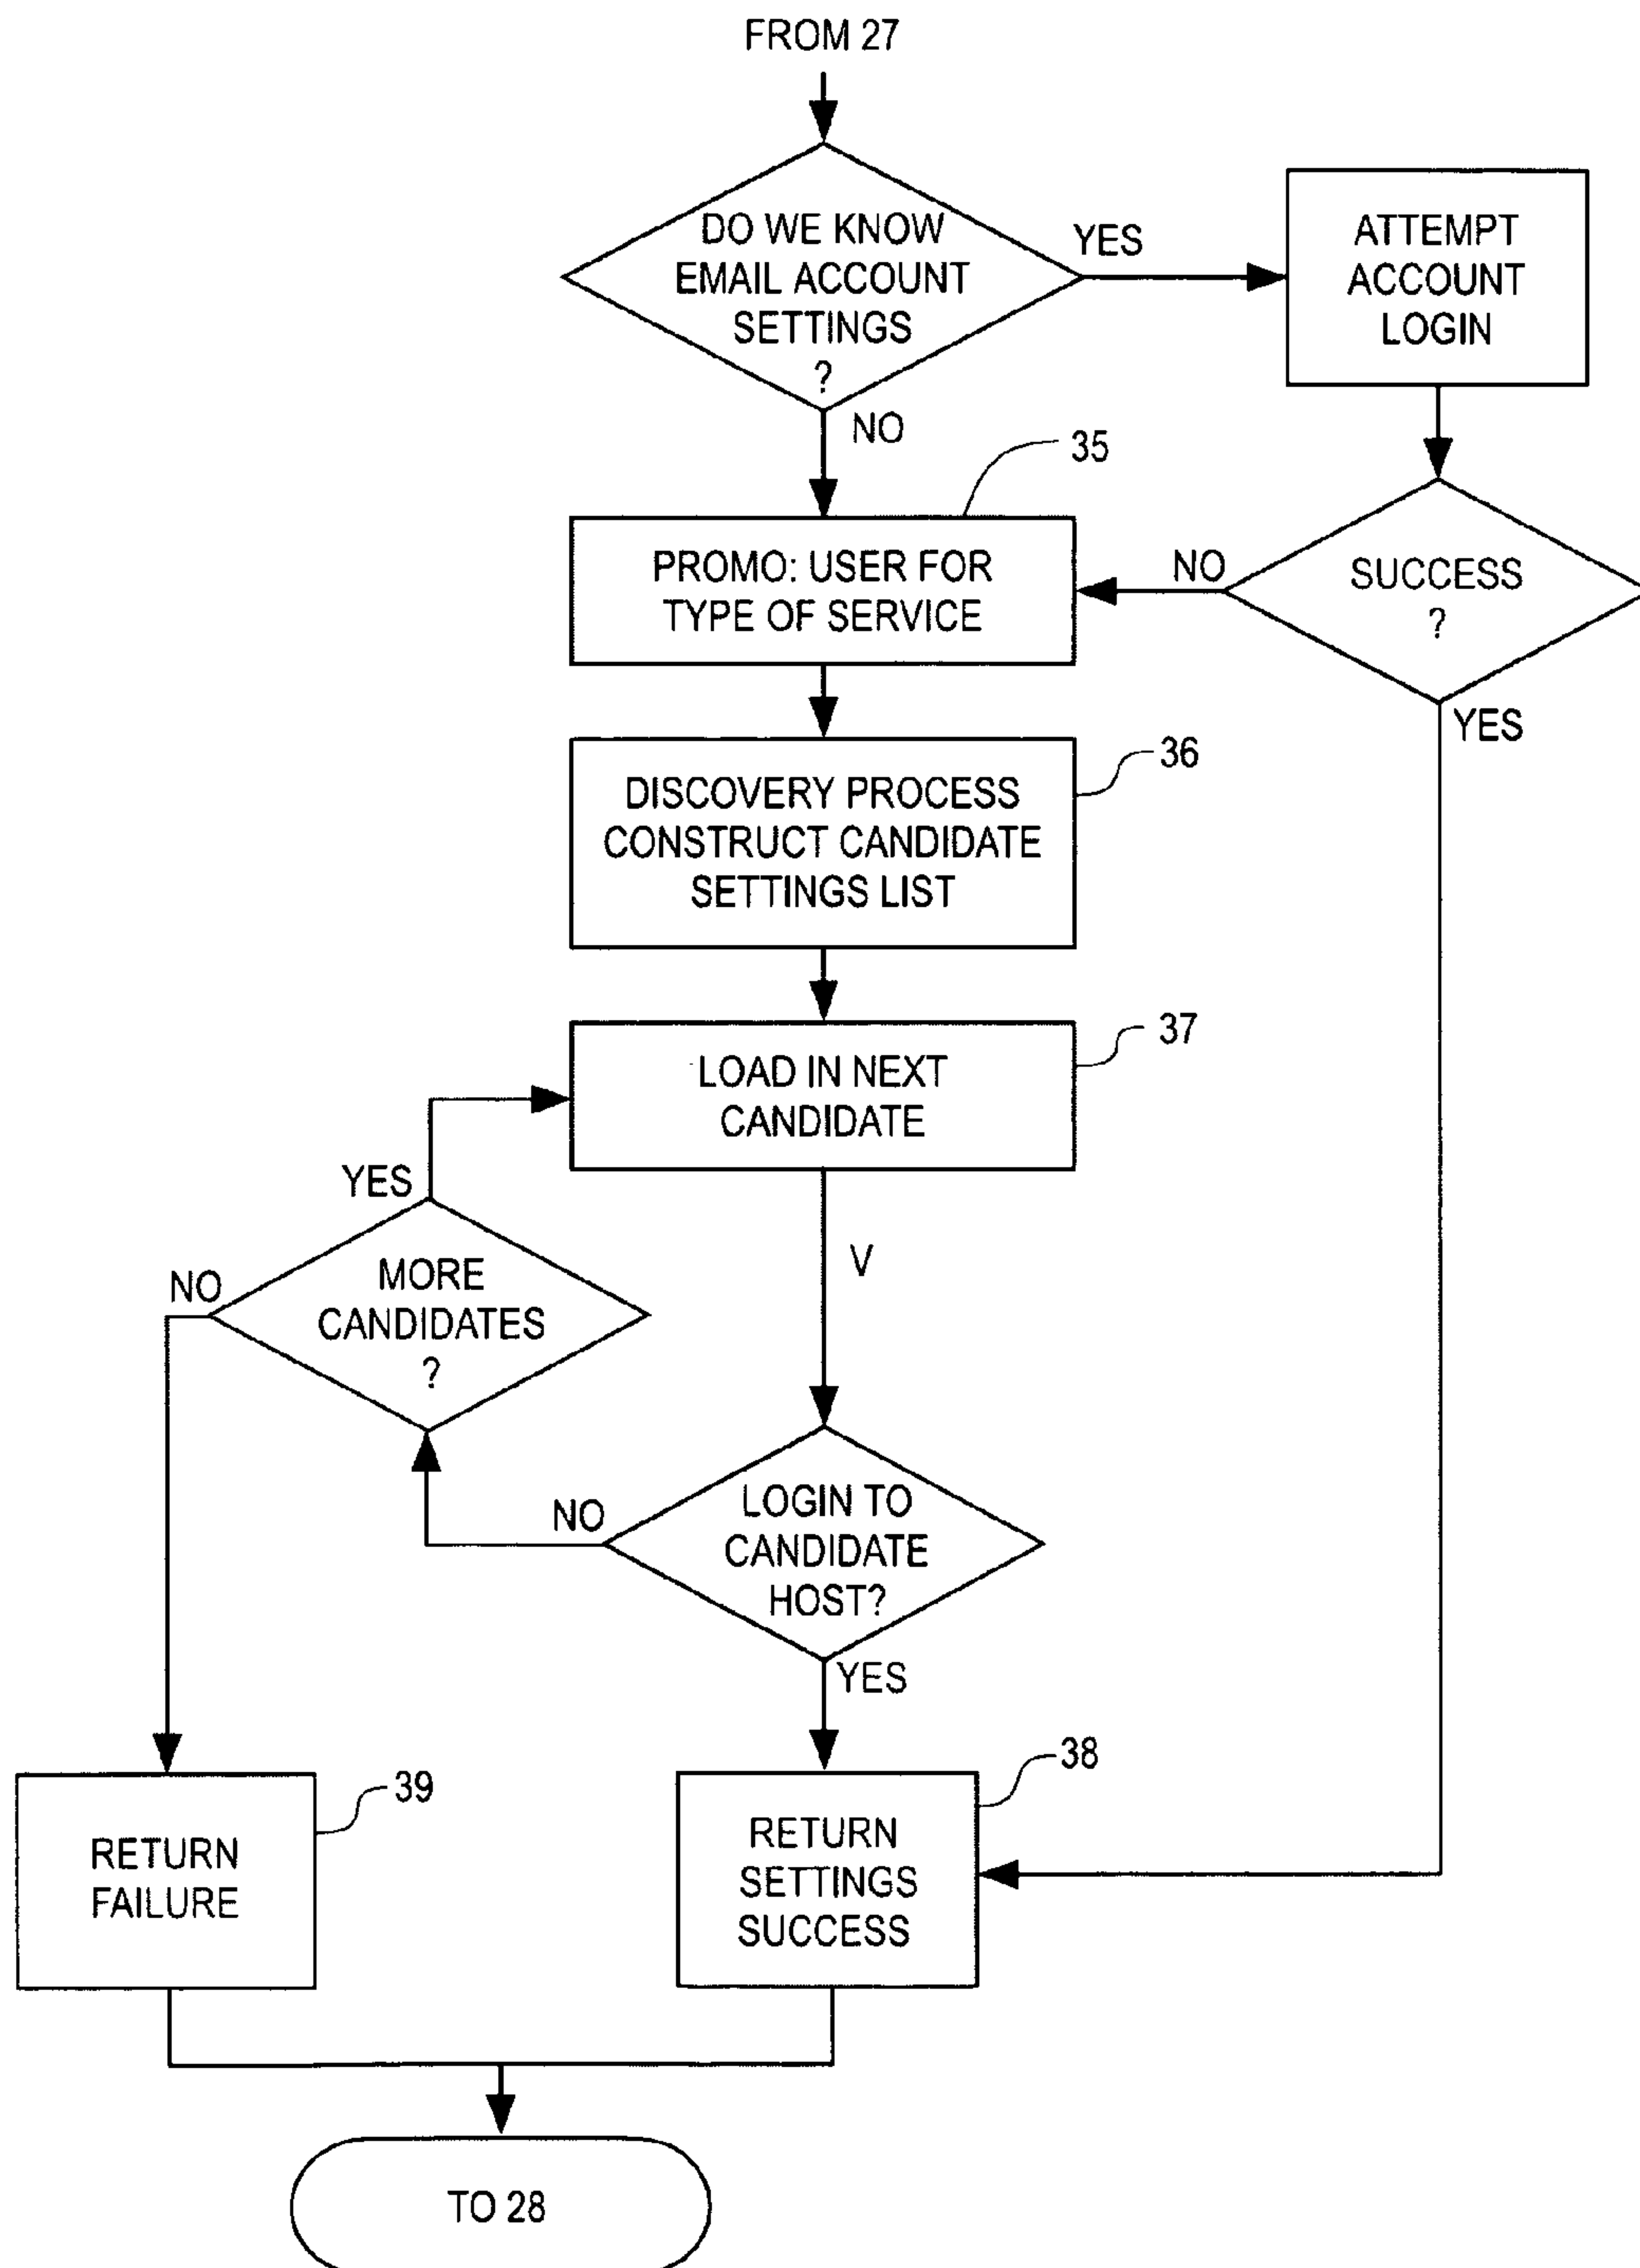 FROM 27
DO WE KNOW
EMAIL ACCOUNT
SETTINGS
?
YES
ATTEMPT
ACCOUNT
LOGIN
NO
35
PROMO: USER FOR
TYPE OF SERVICE
NO
SUCCESS
?
YES
36
DISCOVERY PROCESS
CONSTRUCT CANDIDATE
SETTINGS LIST
37
LOAD IN NEXT
CANDIDATE
YES
NO
MORE
CANDIDATES
?
V
NO
LOGIN TO
CANDIDATE
HOST?
YES
38
39
RETURN
FAILURE
RETURN
SETTINGS
SUCCESS
TO 28